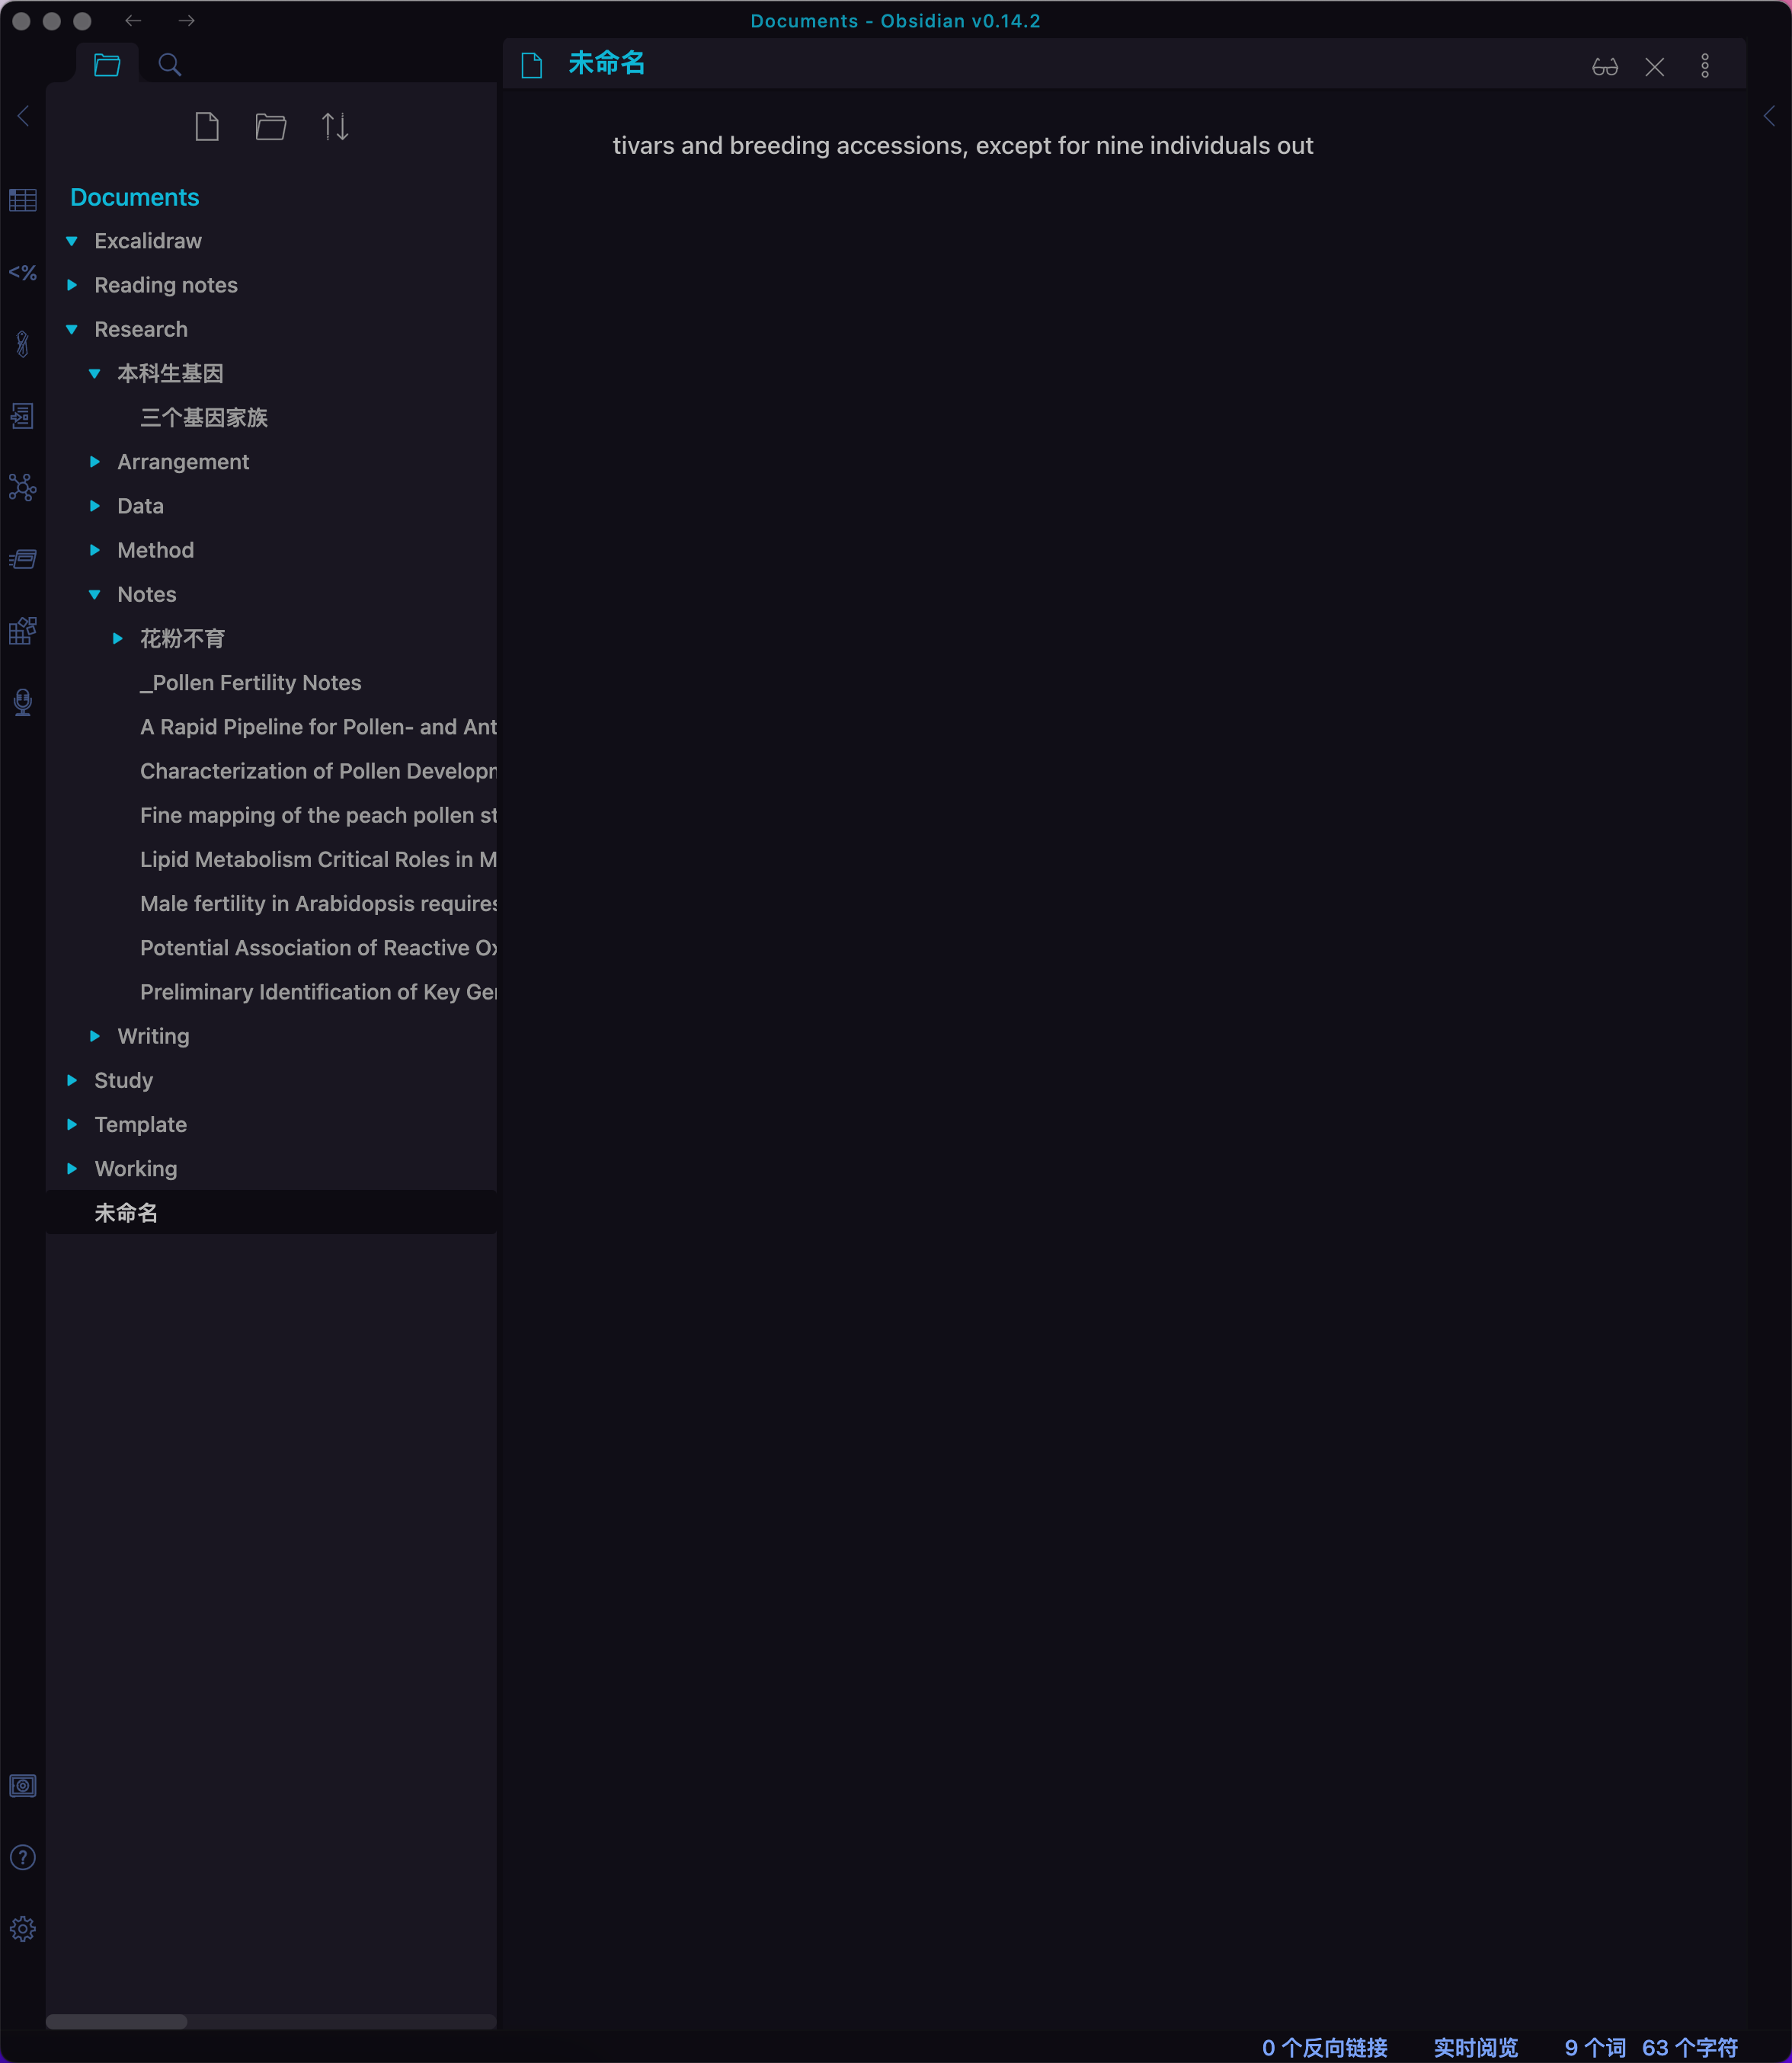 Documents - Obsidian v0.14.2
未命名
tivars and breeding accessions, except for nine individuals out
<%
Documents
Excalidraw
Reading notes
Research
本科生基因
三个基因家族
Arrangement
Data
Method
Notes
花粉不育
_Pollen Fertility Notes
A Rapid Pipeline for Pollen- and Ant
Characterization of Pollen Developm
Fine mapping of the peach pollen st
Lipid Metabolism Critical Roles in M
Male fertility in Arabidopsis requires
Potential Association of Reactive Ox
Preliminary Identification of Key Gen
Writing
Study
Template
Working
未命名
0 个反向链接 实时阅览 9 个词 63 个字符